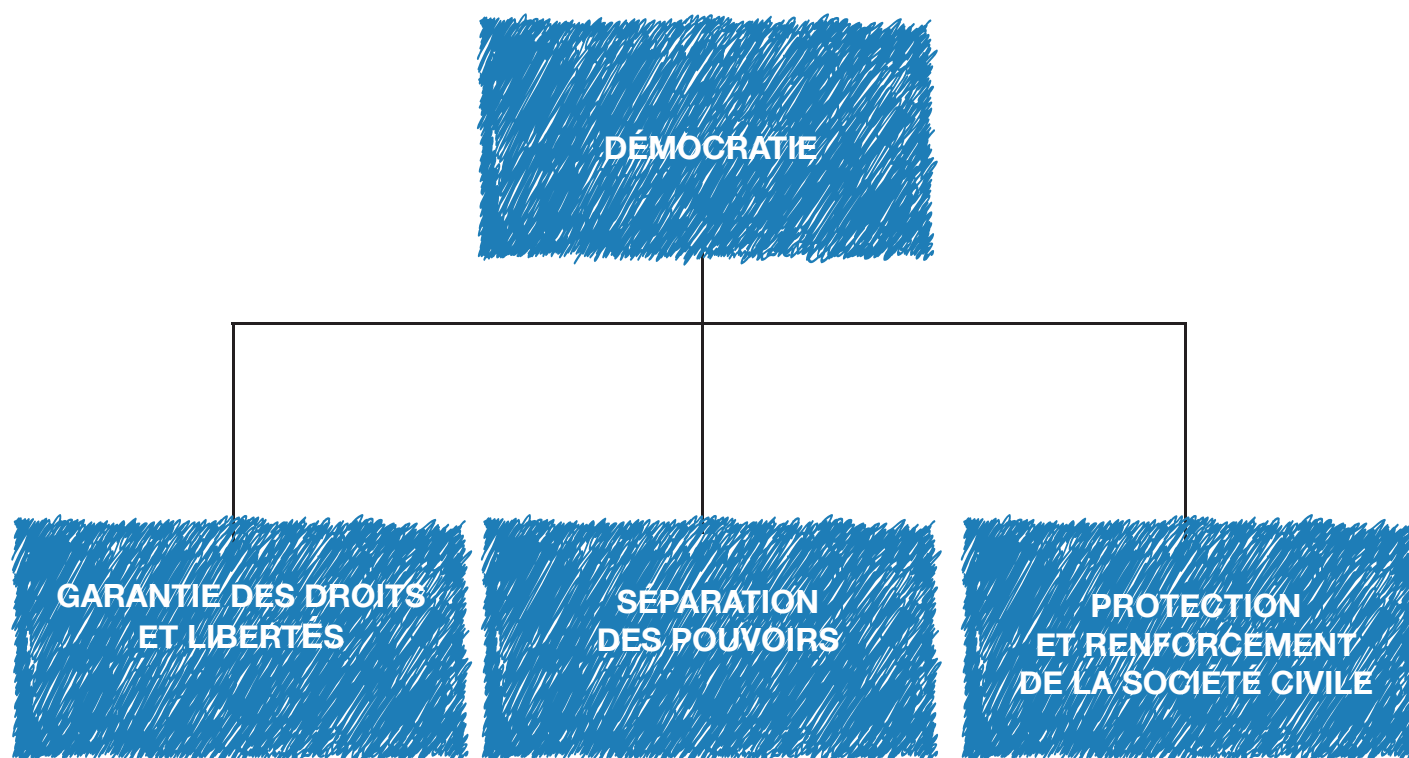 DÉMOCRATIE
GARANTIE DES DROITS
ET LIBERTÉS
SÉPARATION
DES POUVOIRS
PROTECTION
ET RENFORCEMENT
DE LA SOCIÉTÉ CIVILE